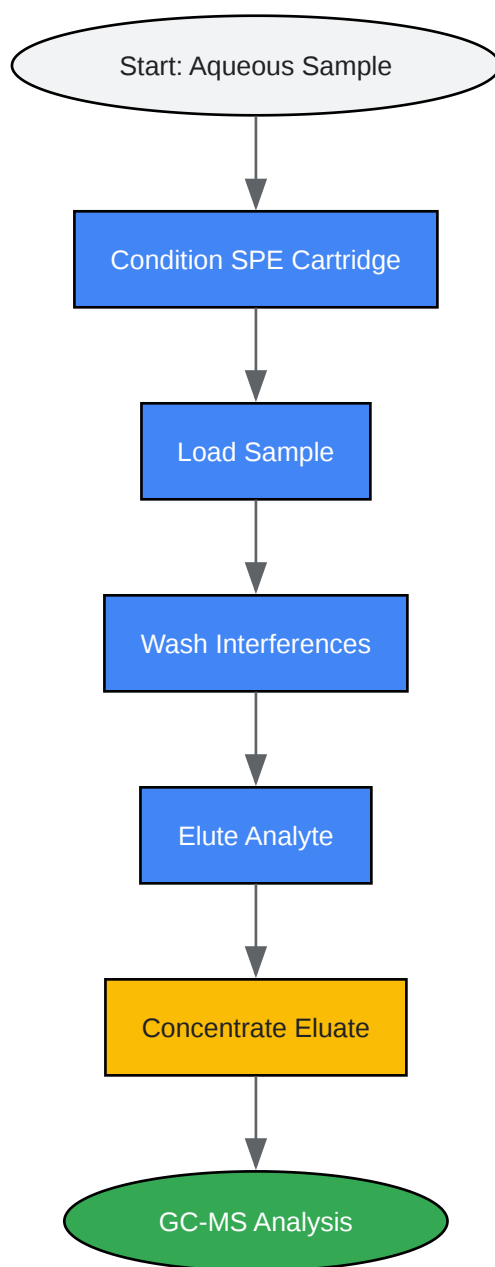 Start: Aqueous Sample
Condition SPE Cartridge
Load Sample
Wash Interferences
Elute Analyte
Concentrate Eluate
GC-MS Analysis